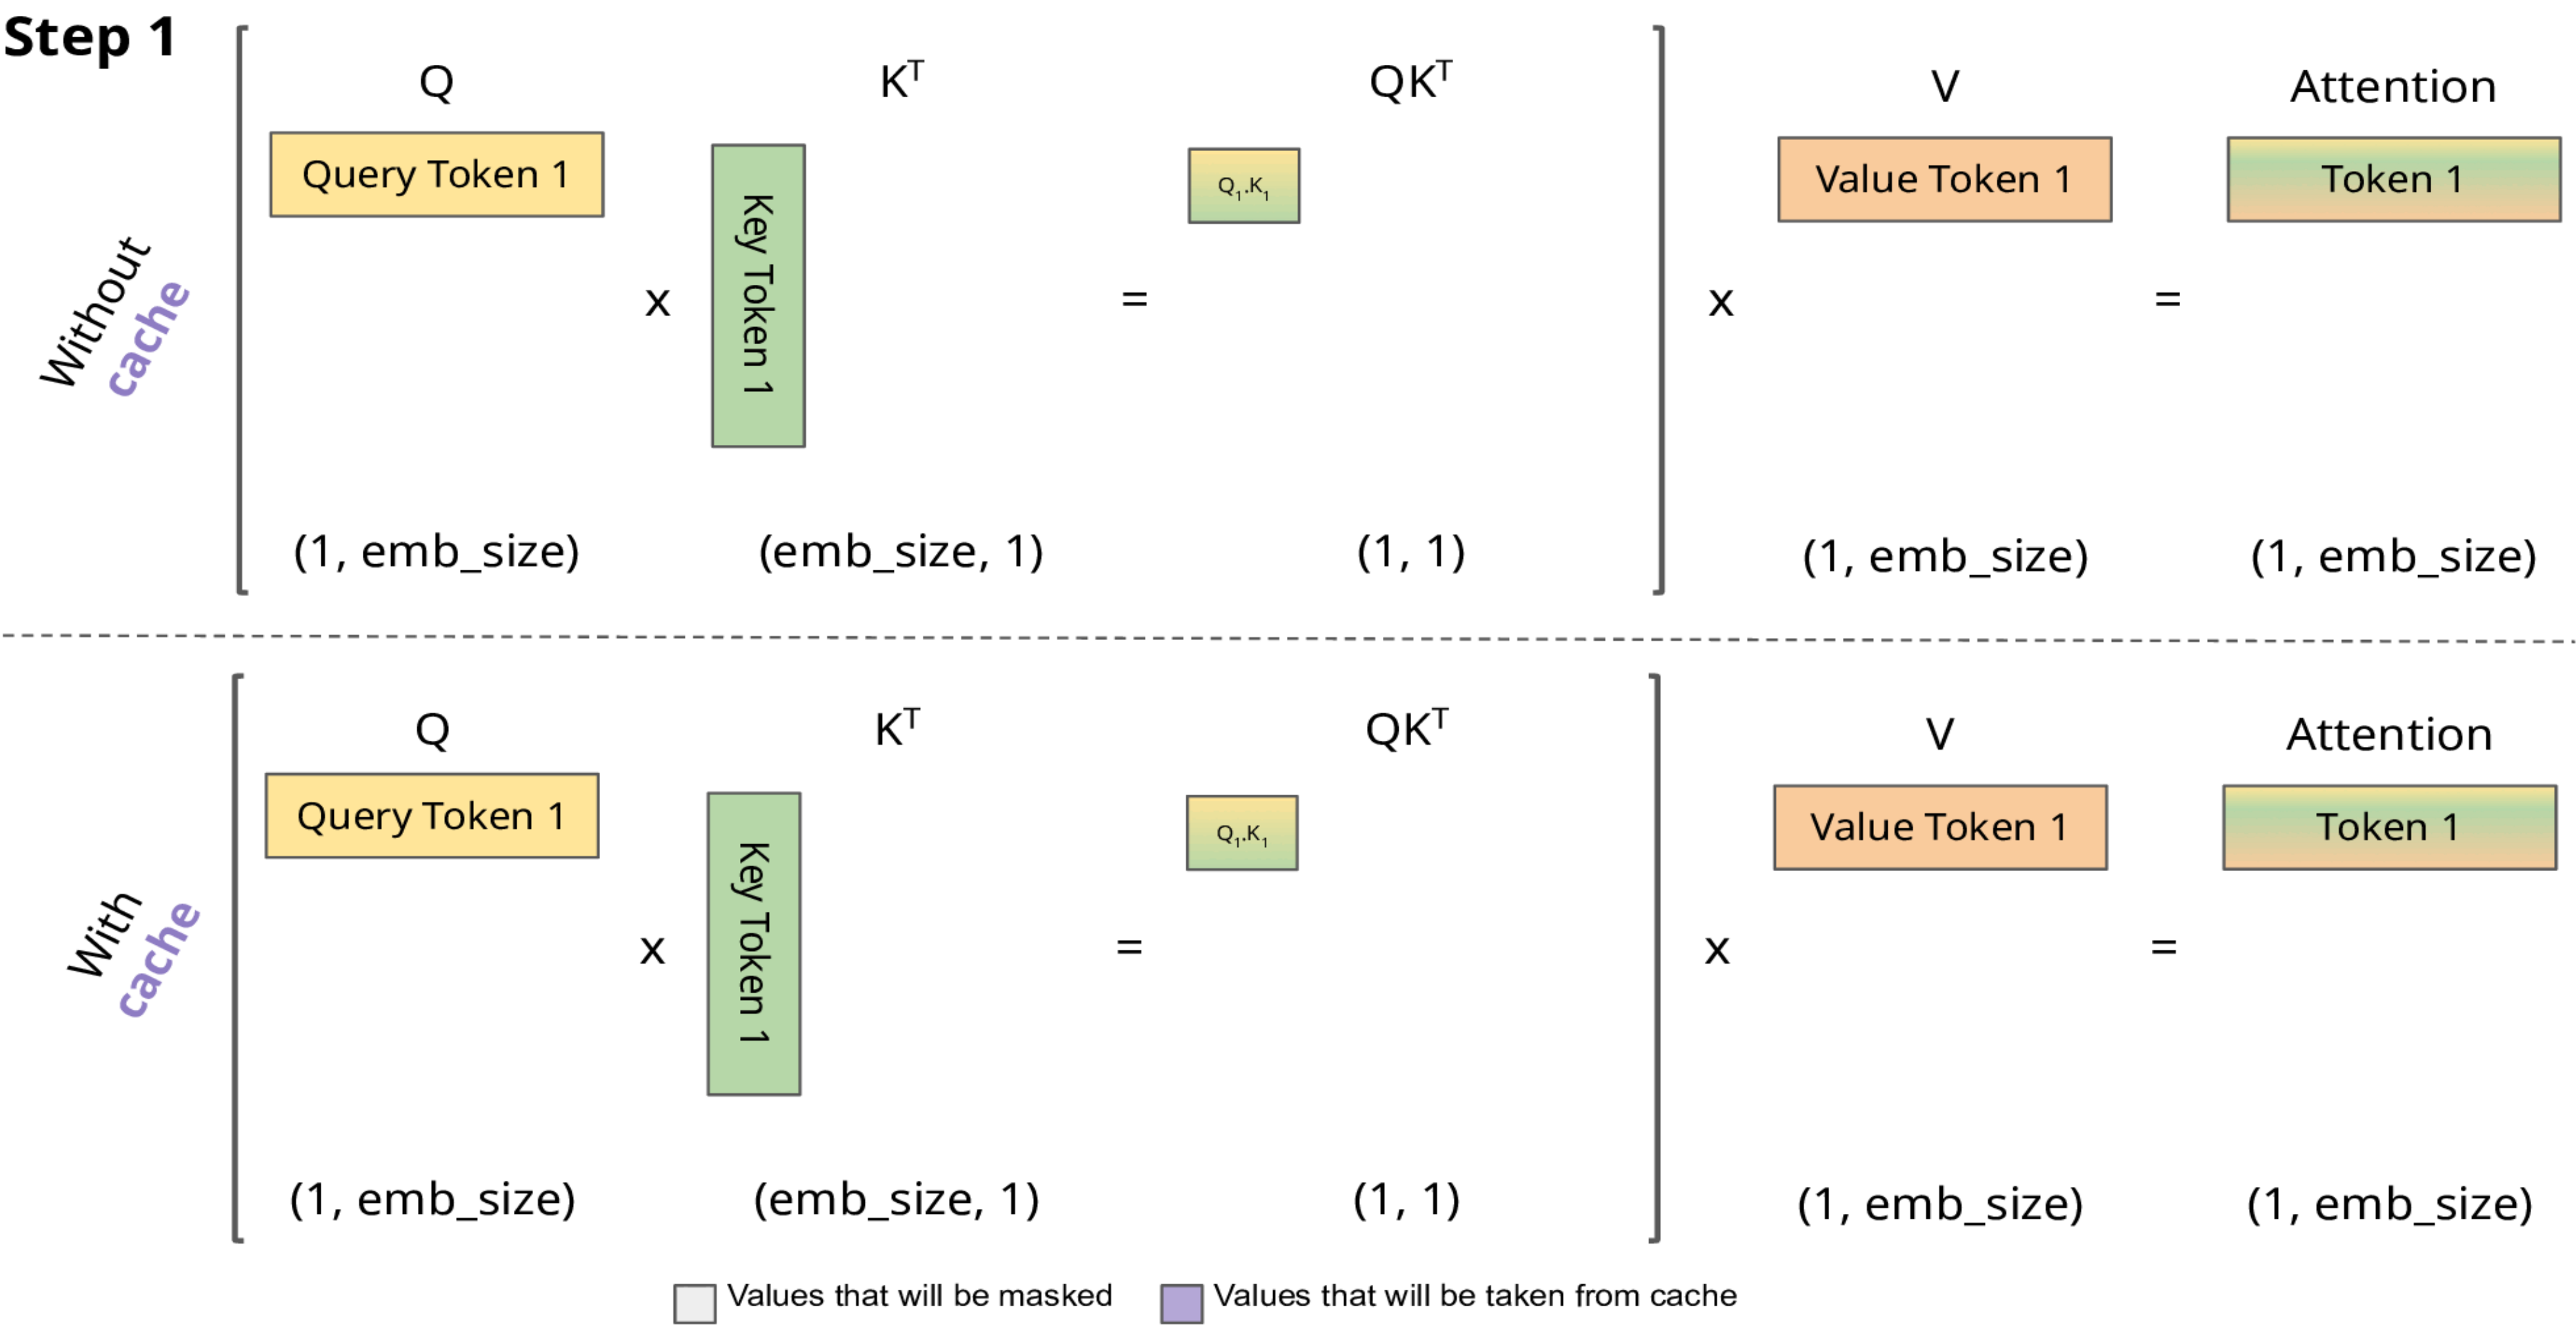 Step 1
Q
Kᵀ
QKᵀ
V
Attention
Query Token 1
Key Token 1
Q₁.K₁
Value Token 1
Token 1
Without
cache
x
=
x
=
(1, emb_size)
(emb_size, 1)
(1, 1)
(1, emb_size)
(1, emb_size)
Q
Kᵀ
QKᵀ
V
Attention
Query Token 1
Key Token 1
Q₁.K₁
Value Token 1
Token 1
With
cache
x
=
x
=
(1, emb_size)
(emb_size, 1)
(1, 1)
(1, emb_size)
(1, emb_size)
Values that will be masked
Values that will be taken from cache